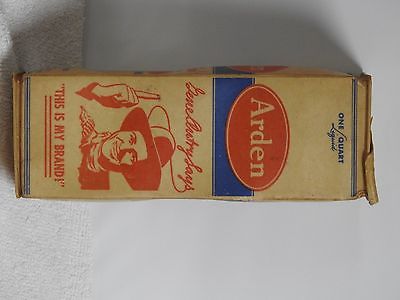 ONE QUART
Liquid
Arden
Gene Autry Says
"THIS IS MY BRAND!"